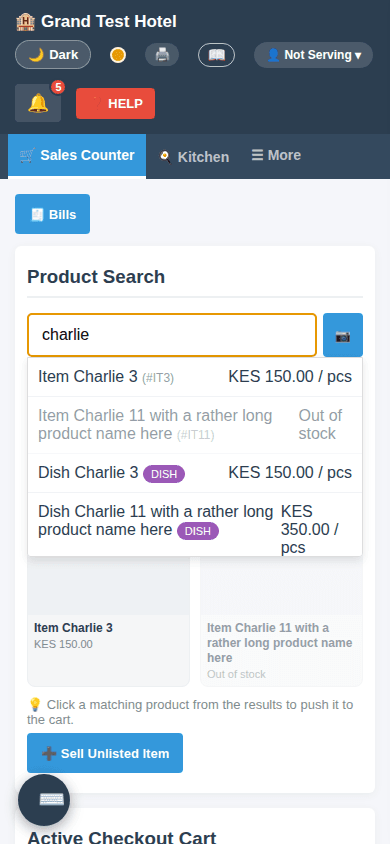 🏨 Grand Test Hotel
🌙 Dark
👤 Not Serving ▾
🔔 5
❓ HELP
🛒 Sales Counter
🍳 Kitchen
☰ More
🧾 Bills
Product Search
charlie
Item Charlie 3 (#IT3) KES 150.00 / pcs
Item Charlie 11 with a rather long
product name here (#IT11)
Out of
stock
Dish Charlie 3 DISH KES 150.00 / pcs
Dish Charlie 11 with a rather long
product name here DISH
KES
350.00 /
pcs
Item Charlie 3
KES 150.00
Item Charlie 11 with a
rather long product name
here
Out of stock
💡 Click a matching product from the results to push it to
the cart.
➕ Sell Unlisted Item
Active Checkout Cart